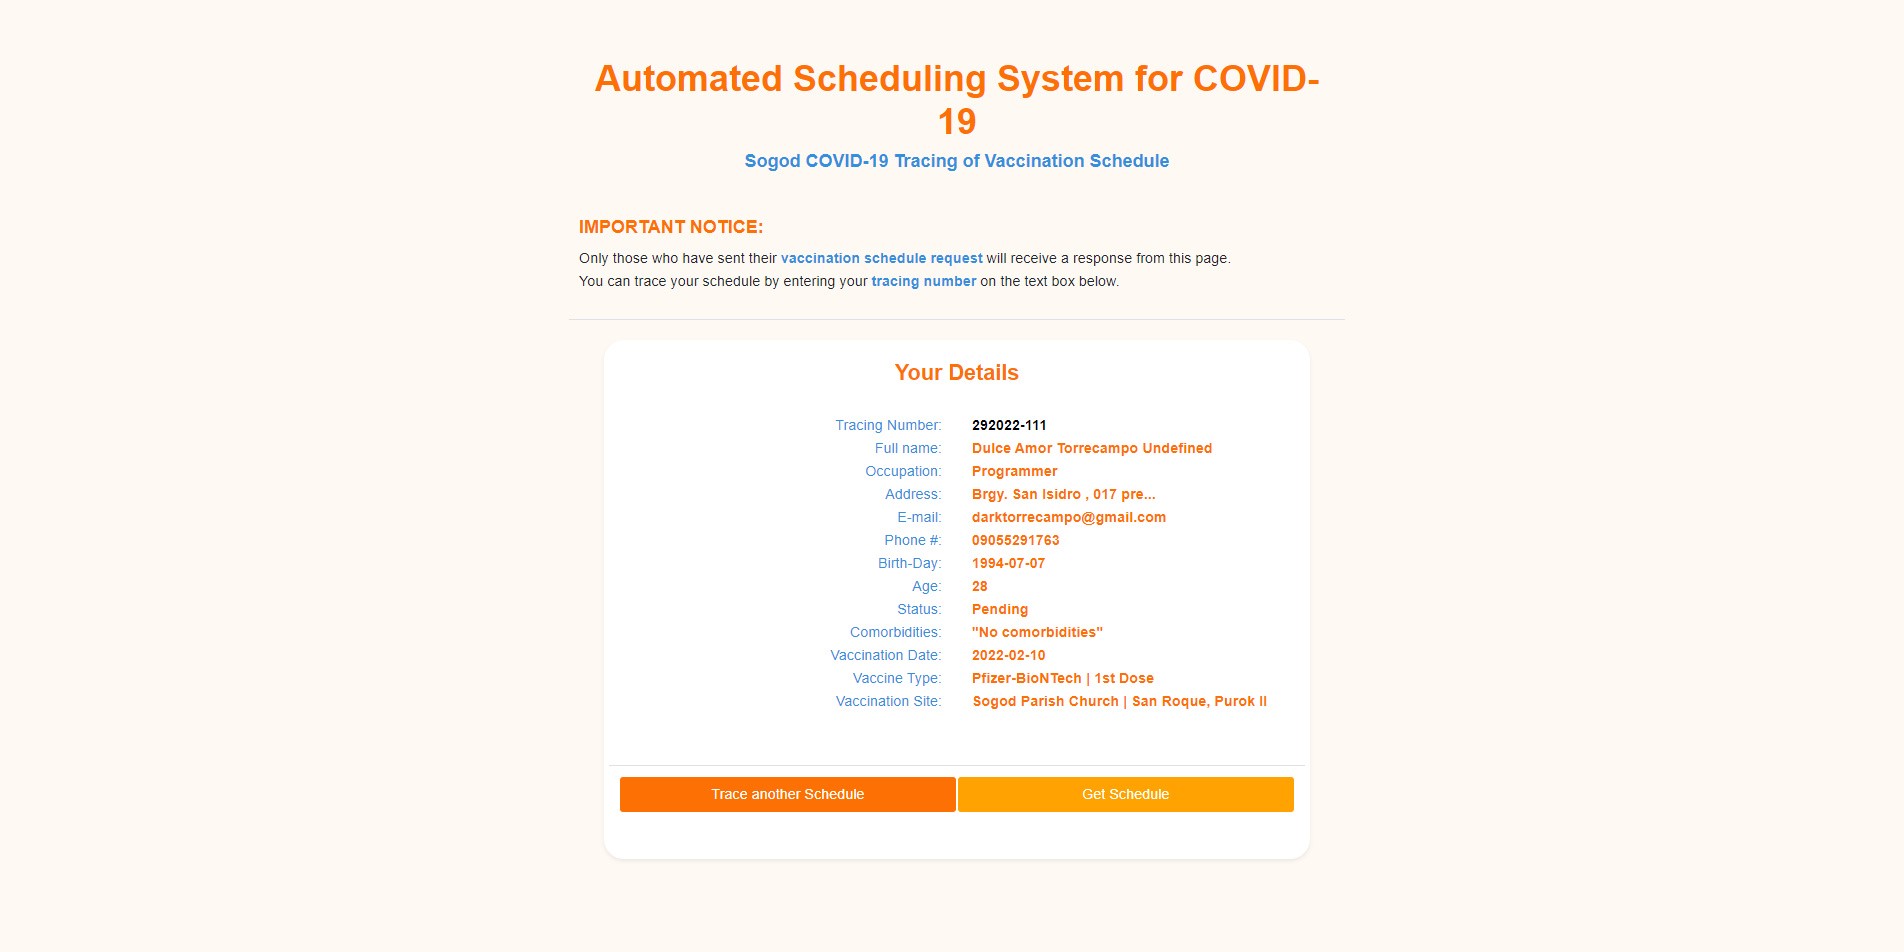 Automated Scheduling System for COVID-
19
Sogod COVID-19 Tracing of Vaccination Schedule
IMPORTANT NOTICE:
Only those who have sent their vaccination schedule request will receive a response from this page.
You can trace your schedule by entering your tracing number on the text box below.
Your Details
Tracing Number: 292022-111
Full name: Dulce Amor Torrecampo Undefined
Occupation: Programmer
Address: Brgy. San Isidro , 017 pre...
E-mail: darktorrecampo@gmail.com
Phone #: 09055291763
Birth-Day: 1994-07-07
Age: 28
Status: Pending
Comorbidities: "No comorbidities"
Vaccination Date: 2022-02-10
Vaccine Type: Pfizer-BioNTech | 1st Dose
Vaccination Site: Sogod Parish Church | San Roque, Purok II
Trace another Schedule Get Schedule